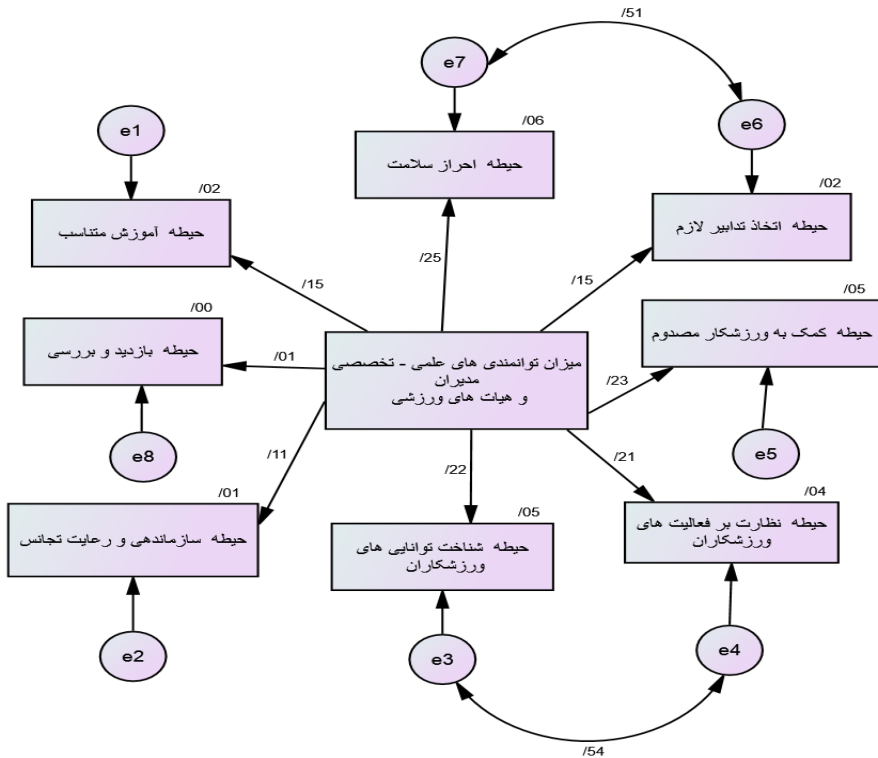 /51
e7
e6
e1
/06
حیطه احراز سلامت
/02
حیطه آموزش متناسب
/02
حیطه اتخاذ تدابیر لازم
/25
/15
/15
/00
حیطه بازدید و بررسی
/05
حیطه کمک به ورزشکار مصدوم
/01
میزان توانمندی های علمی - تخصصی
مدیران
و هیات های ورزشی
/23
e8
e5
/11
/22
/21
/01
حیطه سازماندهی و رعایت تجانس
/05
حیطه شناخت توانایی های
ورزشکاران
/04
حیطه نظارت بر فعالیت های
ورزشکاران
e2
e3
e4
/54